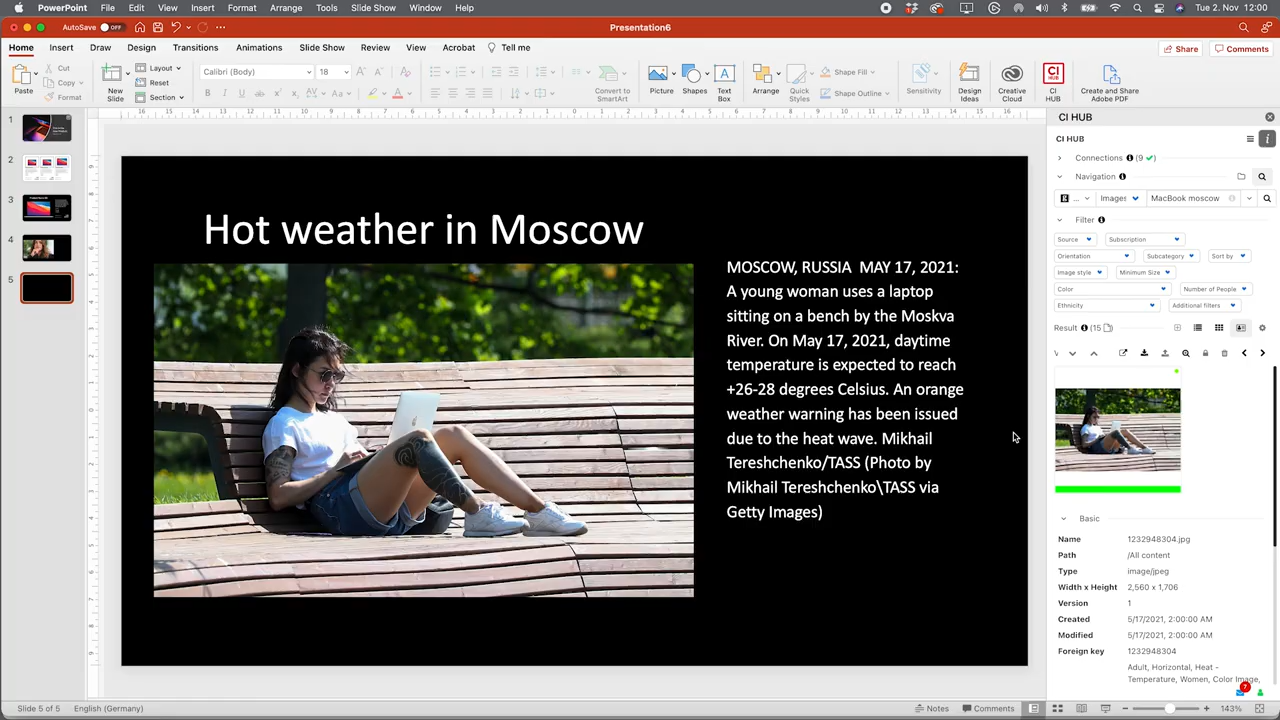 PowerPoint File Edit View Insert Format Arrange Tools Slide Show Window Help
Tue 2. Nov 12:00
AutoSave OFF
Presentation6
Home Insert Draw Design Transitions Animations Slide Show Review View Acrobat Tell me
Share Comments
Paste
Cut
Copy
Format
New Slide
Layout
Reset
Section
Calibri (Body) 18
Convert to SmartArt
Picture
Shapes
Text Box
Arrange
Quick Styles
Shape Fill
Shape Outline
Sensitivity
Design Ideas
Creative Cloud
CI HUB
Create and Share Adobe PDF
1
2
3
4
5
Hot weather in Moscow
MOSCOW, RUSSIA MAY 17, 2021:
A young woman uses a laptop
sitting on a bench by the Moskva
River. On May 17, 2021, daytime
temperature is expected to reach
+26-28 degrees Celsius. An orange
weather warning has been issued
due to the heat wave. Mikhail
Tereshchenko/TASS (Photo by
Mikhail Tereshchenko\TASS via
Getty Images)
CI HUB
CI HUB
Connections (9
Navigation
... Images MacBook moscow
Filter
Source Subscription
Orientation Subcategory Sort by
Image style Minimum Size
Color Number of People
Ethnicity Additional filters
Result (15
Basic
Name 1232948304.jpg
Path /All content
Type image/jpeg
Width x Height 2,560 x 1,706
Version 1
Created 5/17/2021, 2:00:00 AM
Modified 5/17/2021, 2:00:00 AM
Foreign key 1232948304
Adult, Horizontal, Heat -
Temperature, Women, Color Image,
7
Slide 5 of 5 English (Germany)
Notes Comments 143%